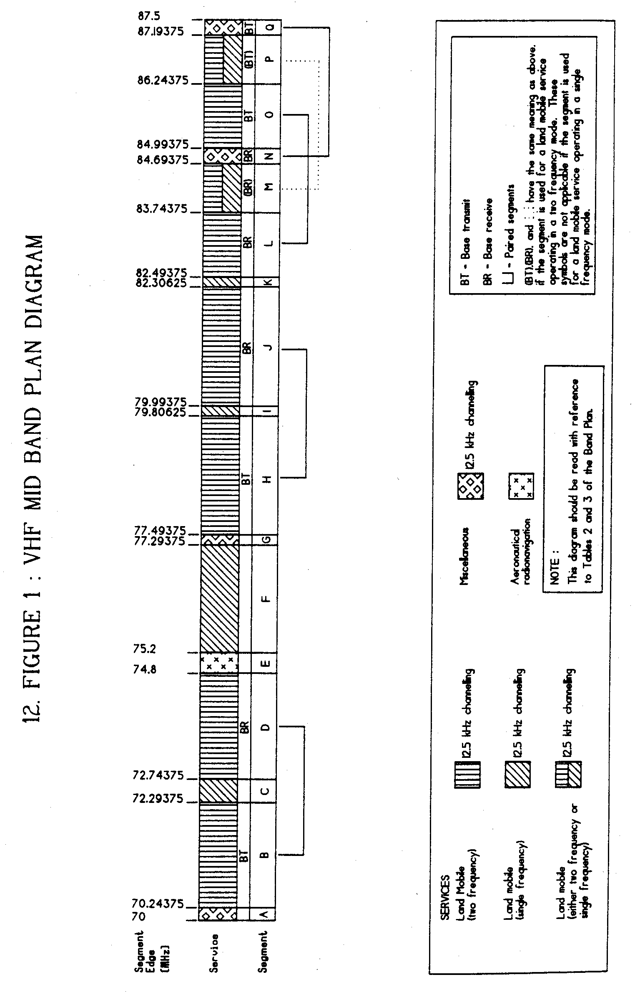 12. FIGURE 1 : VHF MID BAND PLAN DIAGRAM
Segment
Edge
(MHz)
70
70.24375
72.29375
72.74375
74.8
75.2
77.29375
77.49375
79.80625
79.99375
82.30625
82.49375
83.74375
84.69375
84.99375
86.24375
87.19375
87.5
Service
BT
BR
BT
BR
BR
(BR)
BR
BT
(BT)
BT
Segment
A
B
C
D
E
F
G
H
I
J
K
L
M
N
O
P
Q
SERVICES
Land Mobile
(two frequency)
12.5 kHz channelling
Land mobile
(single frequency)
12.5 kHz channelling
Land mobile
(either two frequency or
single frequency)
12.5 kHz channelling
Miscellaneous
12.5 kHz channelling
Aeronautical
radionavigation
NOTE :
This diagram should be read with reference
to Tables 2 and 3 of the Band Plan.
BT - Base transmit
BR - Base receive
- Paired segments
(BT),(BR), and have the same meaning as above.
if the segment is used for a land mobile service
operating in a two frequency mode. These
symbols are not applicable if the segment is used
for a land mobile service operating in a single
frequency mode.